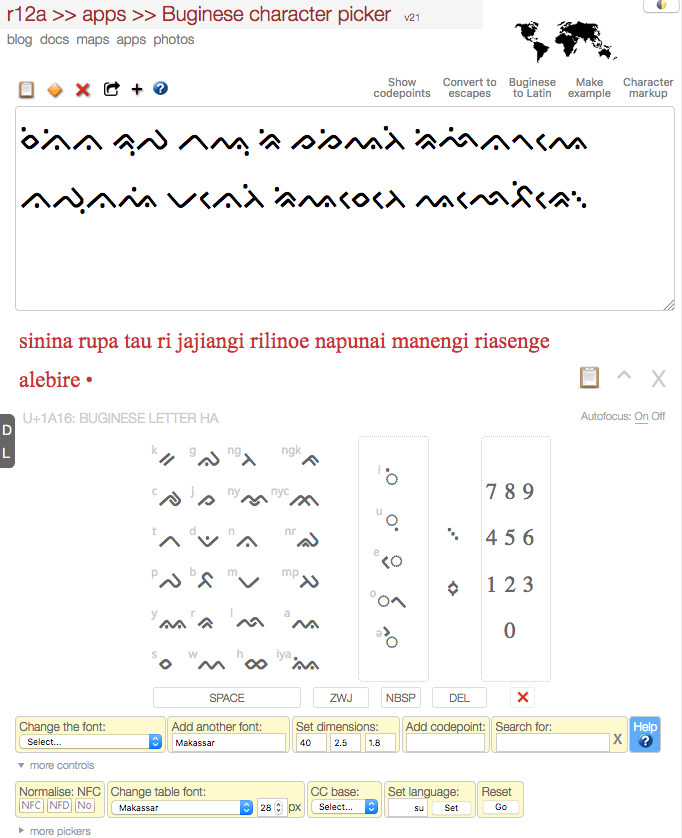 r12a >> apps >> Buginese character picker v21
blog docs maps apps photos
Show codepoints
Convert to escapes
Buginese to Latin
Make example
Character markup
ᨔᨗᨊᨗᨊ ᨑᨘᨄ ᨈᨕᨘ ᨑᨗ ᨍᨍᨗᨕᨂᨗ ᨑᨗᨒᨗᨊᨚᨕᨙ
ᨊᨄᨘᨊᨕᨗ ᨆᨊᨙᨂᨗ ᨑᨗᨕᨔᨙᨂᨙ ᨕᨒᨙᨅᨗᨑᨙ᨞
sinina rupa tau ri jajiangi rilinoe napunai manengi riasenge
alebire •
D
L
U+1A16: BUGINESE LETTER HA
Autofocus: On Off
k ᨀ g ᨁ ng ᨂ ngk ᨃ
c ᨌ j ᨍ ny ᨎ nyc ᨏ
t ᨈ d ᨉ n ᨊ nr ᨋ
p ᨄ b ᨅ m ᨆ mp ᨇ
y ᨐ r ᨑ l ᨒ a ᨕ
s ᨔ w ᨓ h ᨖ iya
i ◌ᨗ
u ◌ᨘ
e ◌ᨙ
o ◌ᨚ
ə ◌ᨛ
᨞
᨟
7 8 9
4 5 6
1 2 3
0
SPACE ZWJ NBSP DEL
Change the font: Select...
Add another font: Makassar
Set dimensions: 40 2.5 1.8
Add codepoint:
Search for: X
Help
more controls
Normalise: NFC NFC NFD No
Change table font: Makassar 28 px
CC base: Select...
Set language: su Set
Reset Go
more pickers